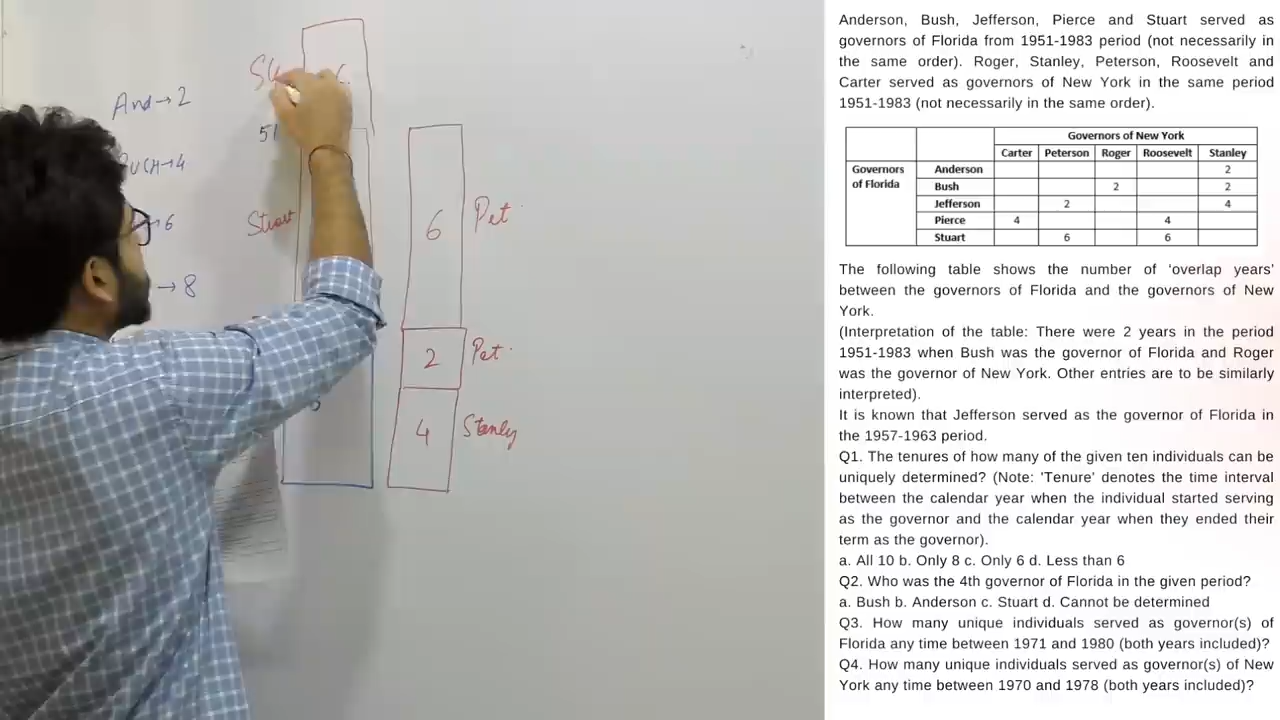 And→2
→4
→6
→8
51
Stuart
6
Pet.
2
Pet.
4
Stanly
Anderson, Bush, Jefferson, Pierce and Stuart served as
governors of Florida from 1951-1983 period (not necessarily in
the same order). Roger, Stanley, Peterson, Roosevelt and
Carter served as governors of New York in the same period
1951-1983 (not necessarily in the same order).
Governors of New York
Carter Peterson Roger Roosevelt Stanley
Governors of Florida Anderson 2
Bush 2 2
Jefferson 2 4
Pierce 4 4
Stuart 6 6
The following table shows the number of 'overlap years'
between the governors of Florida and the governors of New
York.
(Interpretation of the table: There were 2 years in the period
1951-1983 when Bush was the governor of Florida and Roger
was the governor of New York. Other entries are to be similarly
interpreted).
It is known that Jefferson served as the governor of Florida in
the 1957-1963 period.
Q1. The tenures of how many of the given ten individuals can be
uniquely determined? (Note: 'Tenure' denotes the time interval
between the calendar year when the individual started serving
as the governor and the calendar year when they ended their
term as the governor).
a. All 10 b. Only 8 c. Only 6 d. Less than 6
Q2. Who was the 4th governor of Florida in the given period?
a. Bush b. Anderson c. Stuart d. Cannot be determined
Q3. How many unique individuals served as governor(s) of
Florida any time between 1971 and 1980 (both years included)?
Q4. How many unique individuals served as governor(s) of New
York any time between 1970 and 1978 (both years included)?